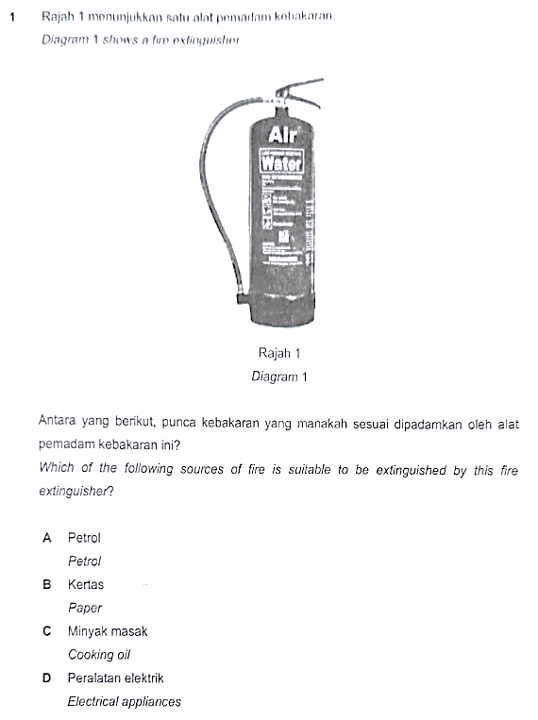 1 Rajah 1 menunjukkan satu alat pemadam kebakaran.
Diagram 1 shows a fire extinguisher.
Air
Water
Rajah 1
Diagram 1
Antara yang berikut, punca kebakaran yang manakah sesuai dipadamkan oleh alat
pemadam kebakaran ini?
Which of the following sources of fire is suitable to be extinguished by this fire
extinguisher?
A Petrol
Petrol
B Kertas
Paper
C Minyak masak
Cooking oil
D Peralatan elektrik
Electrical appliances